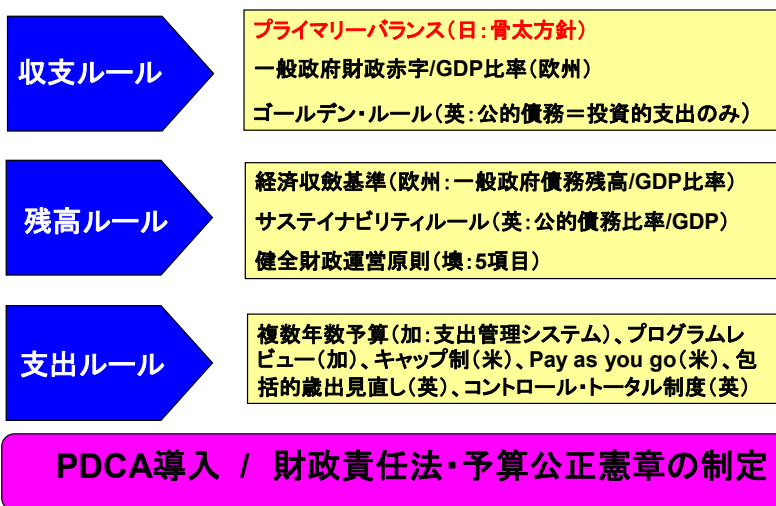 収支ルール
プライマリーバランス(日:骨太方針)
一般政府財政赤字/GDP比率(欧州)
ゴールデン・ルール(英:公的債務=投資的支出のみ)
残高ルール
経済収斂基準(欧州:一般政府債務残高/GDP比率)
サステイナビリティルール(英:公的債務比率/GDP)
健全財政運営原則(墺:5項目)
支出ルール
複数年数予算(加:支出管理システム)、プログラムレ
ビュー(加)、キャップ制(米)、Pay as you go(米)、包
括的歳出見直し(英)、コントロール・トータル制度(英)
PDCA導入 / 財政責任法・予算公正憲章の制定